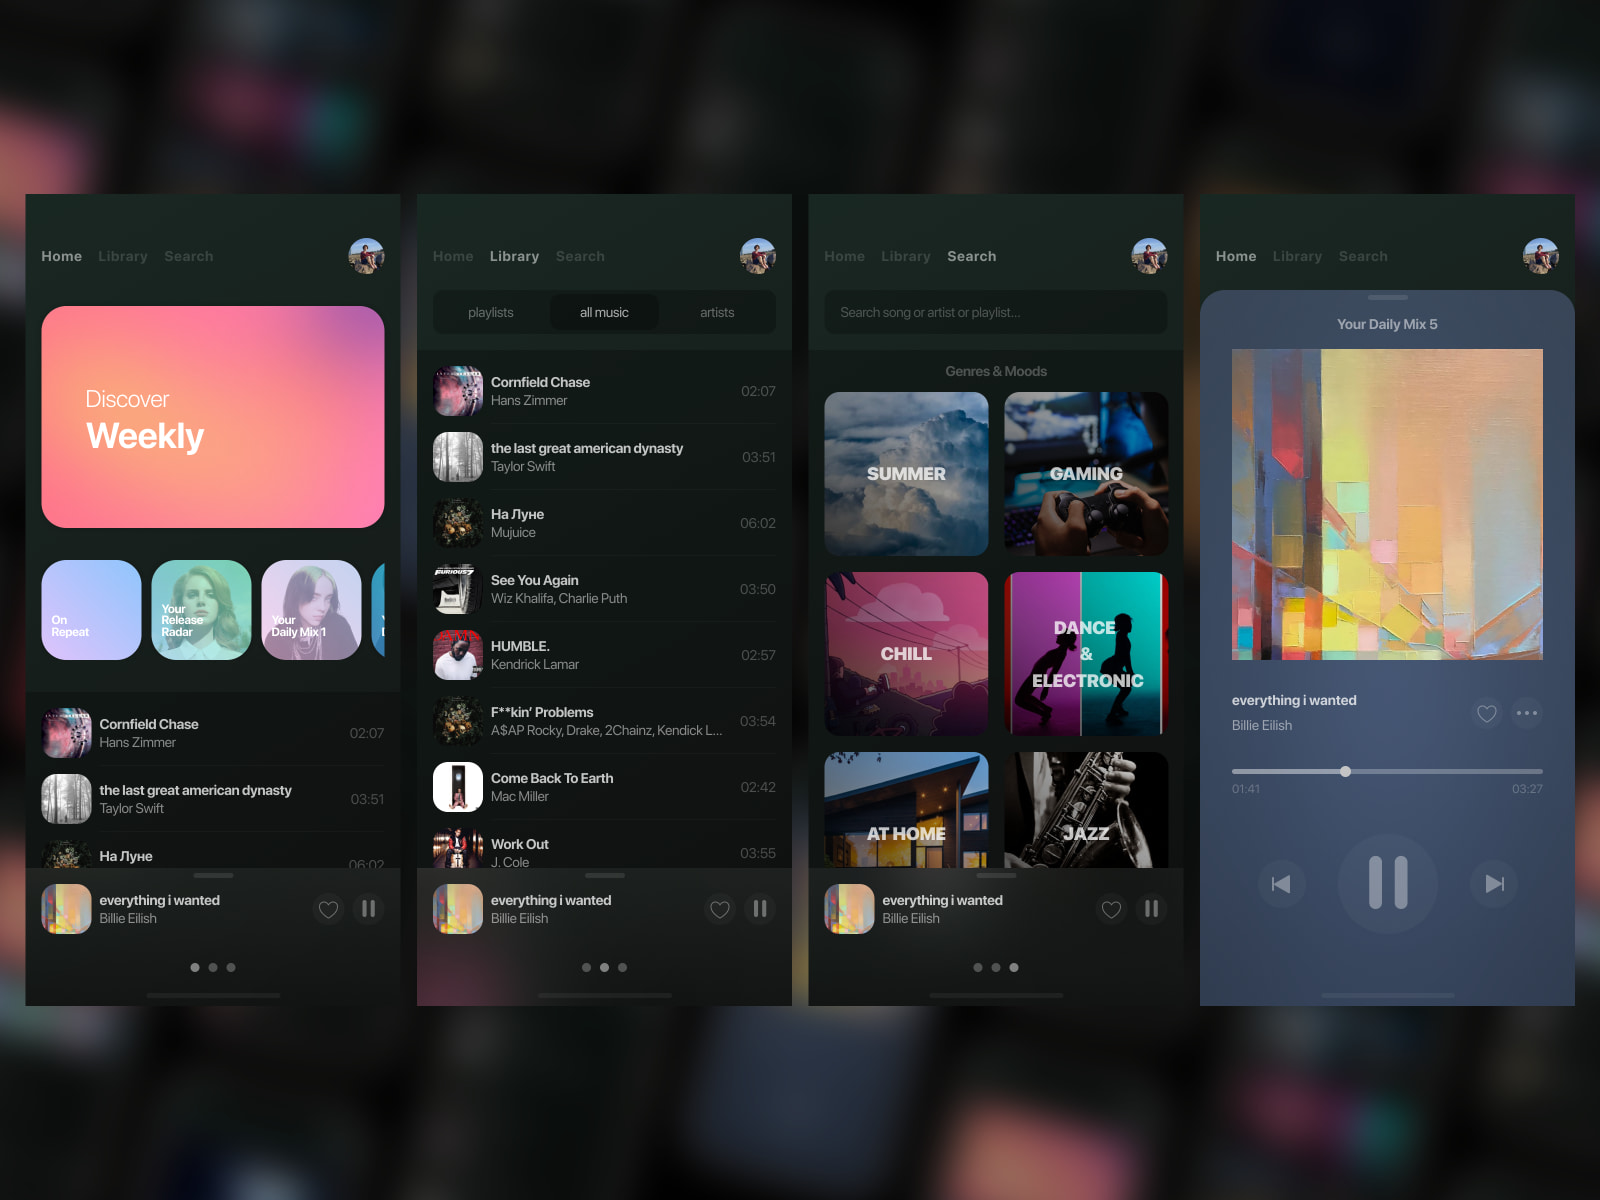 Home Library Search
Discover
Weekly
On
Repeat
Your
Release
Radar
Your
Daily Mix 1
Cornfield Chase
Hans Zimmer
02:07
the last great american dynasty
Taylor Swift
03:51
На Луне
06:02
everything i wanted
Billie Eilish
Home Library Search
playlists all music artists
Cornfield Chase
Hans Zimmer
02:07
the last great american dynasty
Taylor Swift
03:51
На Луне
Mujuice
06:02
See You Again
Wiz Khalifa, Charlie Puth
03:50
HUMBLE.
Kendrick Lamar
02:57
F**kin' Problems
A$AP Rocky, Drake, 2Chainz, Kendick L...
03:54
Come Back To Earth
Mac Miller
02:42
Work Out
J. Cole
03:55
everything i wanted
Billie Eilish
Home Library Search
Search song or artist or playlist...
Genres & Moods
SUMMER
GAMING
CHILL
DANCE
&
ELECTRONIC
AT HOME
JAZZ
everything i wanted
Billie Eilish
Home Library Search
Your Daily Mix 5
everything i wanted
Billie Eilish
01:41 03:27